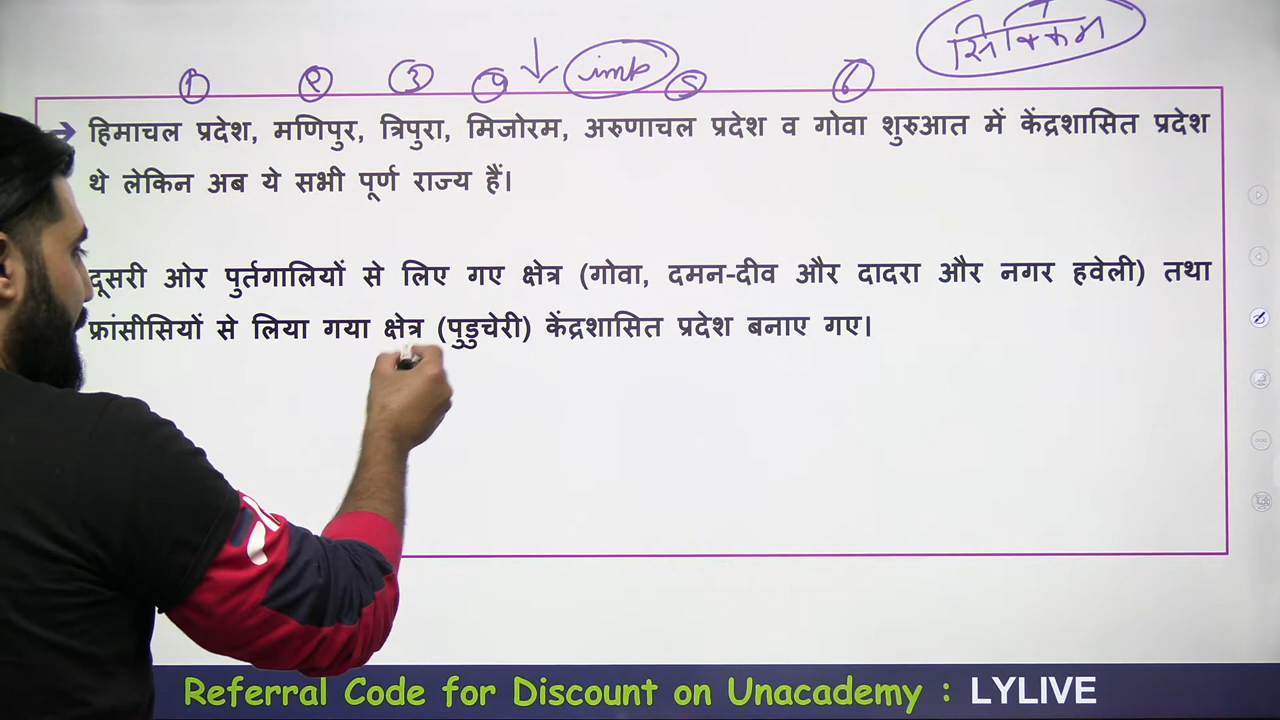 सिक्किम
① ② ③ ④ ↓ imp ⑤ ⑥
→ हिमाचल प्रदेश, मणिपुर, त्रिपुरा, मिजोरम, अरुणाचल प्रदेश व गोवा शुरुआत में केंद्रशासित प्रदेश
थे लेकिन अब ये सभी पूर्ण राज्य हैं।
दूसरी ओर पुर्तगालियों से लिए गए क्षेत्र (गोवा, दमन-दीव और दादरा और नगर हवेली) तथा
फ्रांसीसियों से लिया गया क्षेत्र (पुडुचेरी) केंद्रशासित प्रदेश बनाए गए।
Referral Code for Discount on Unacademy : LYLIVE